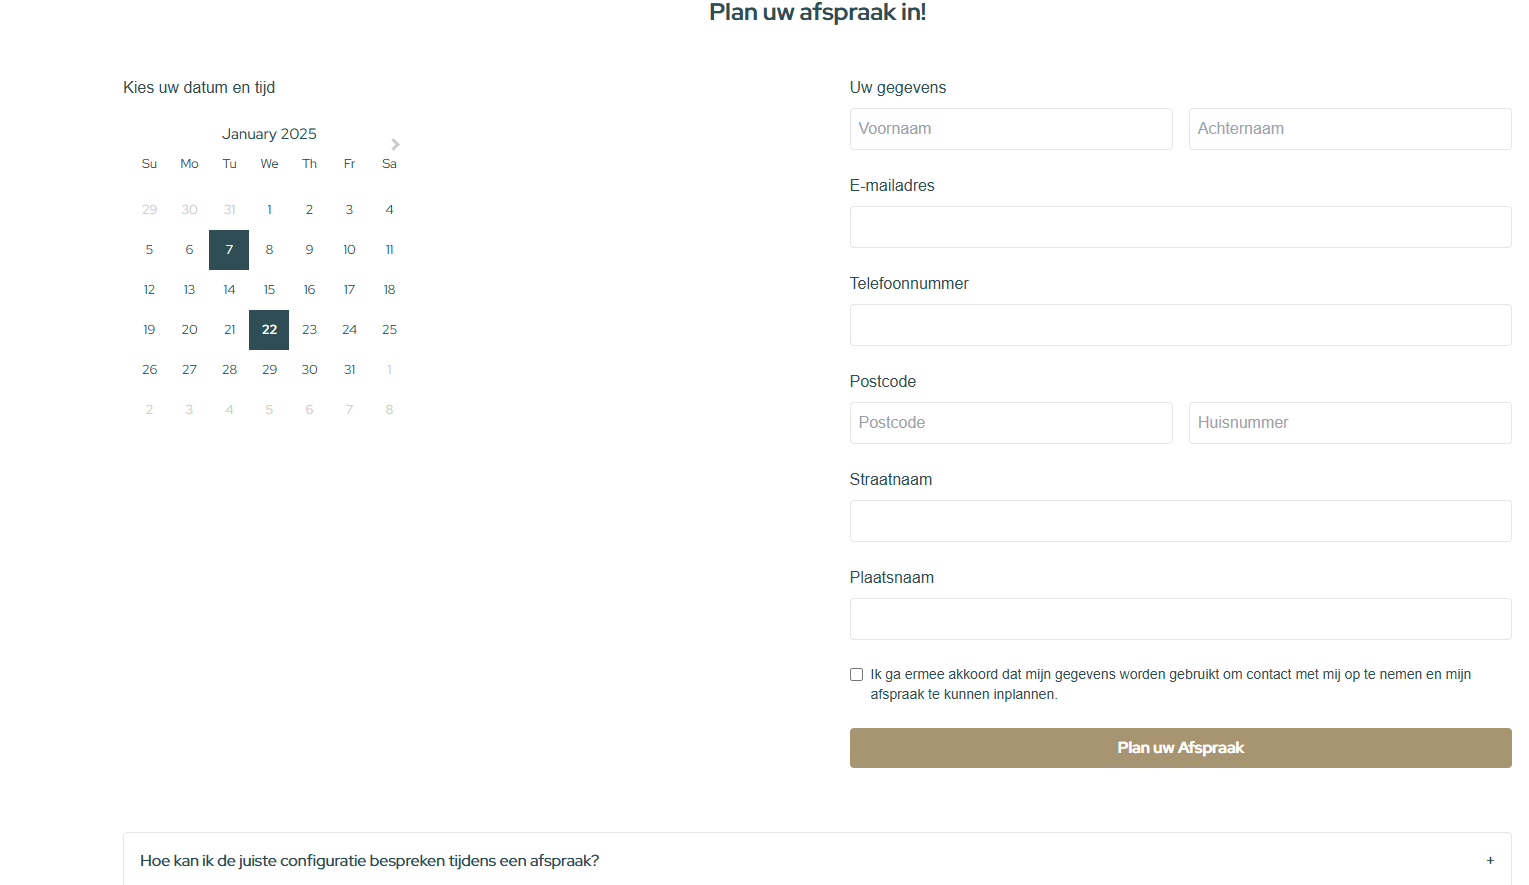 Plan uw afspraak in!
Kies uw datum en tijd
January 2025
Su Mo Tu We Th Fr Sa
29 30 31 1 2 3 4
5 6 7 8 9 10 11
12 13 14 15 16 17 18
19 20 21 22 23 24 25
26 27 28 29 30 31 1
2 3 4 5 6 7 8
Uw gegevens
Voornaam Achternaam
E-mailadres
Telefoonnummer
Postcode
Postcode Huisnummer
Straatnaam
Plaatsnaam
Ik ga ermee akkoord dat mijn gegevens worden gebruikt om contact met mij op te nemen en mijn
afspraak te kunnen inplannen.
Plan uw Afspraak
Hoe kan ik de juiste configuratie bespreken tijdens een afspraak? +